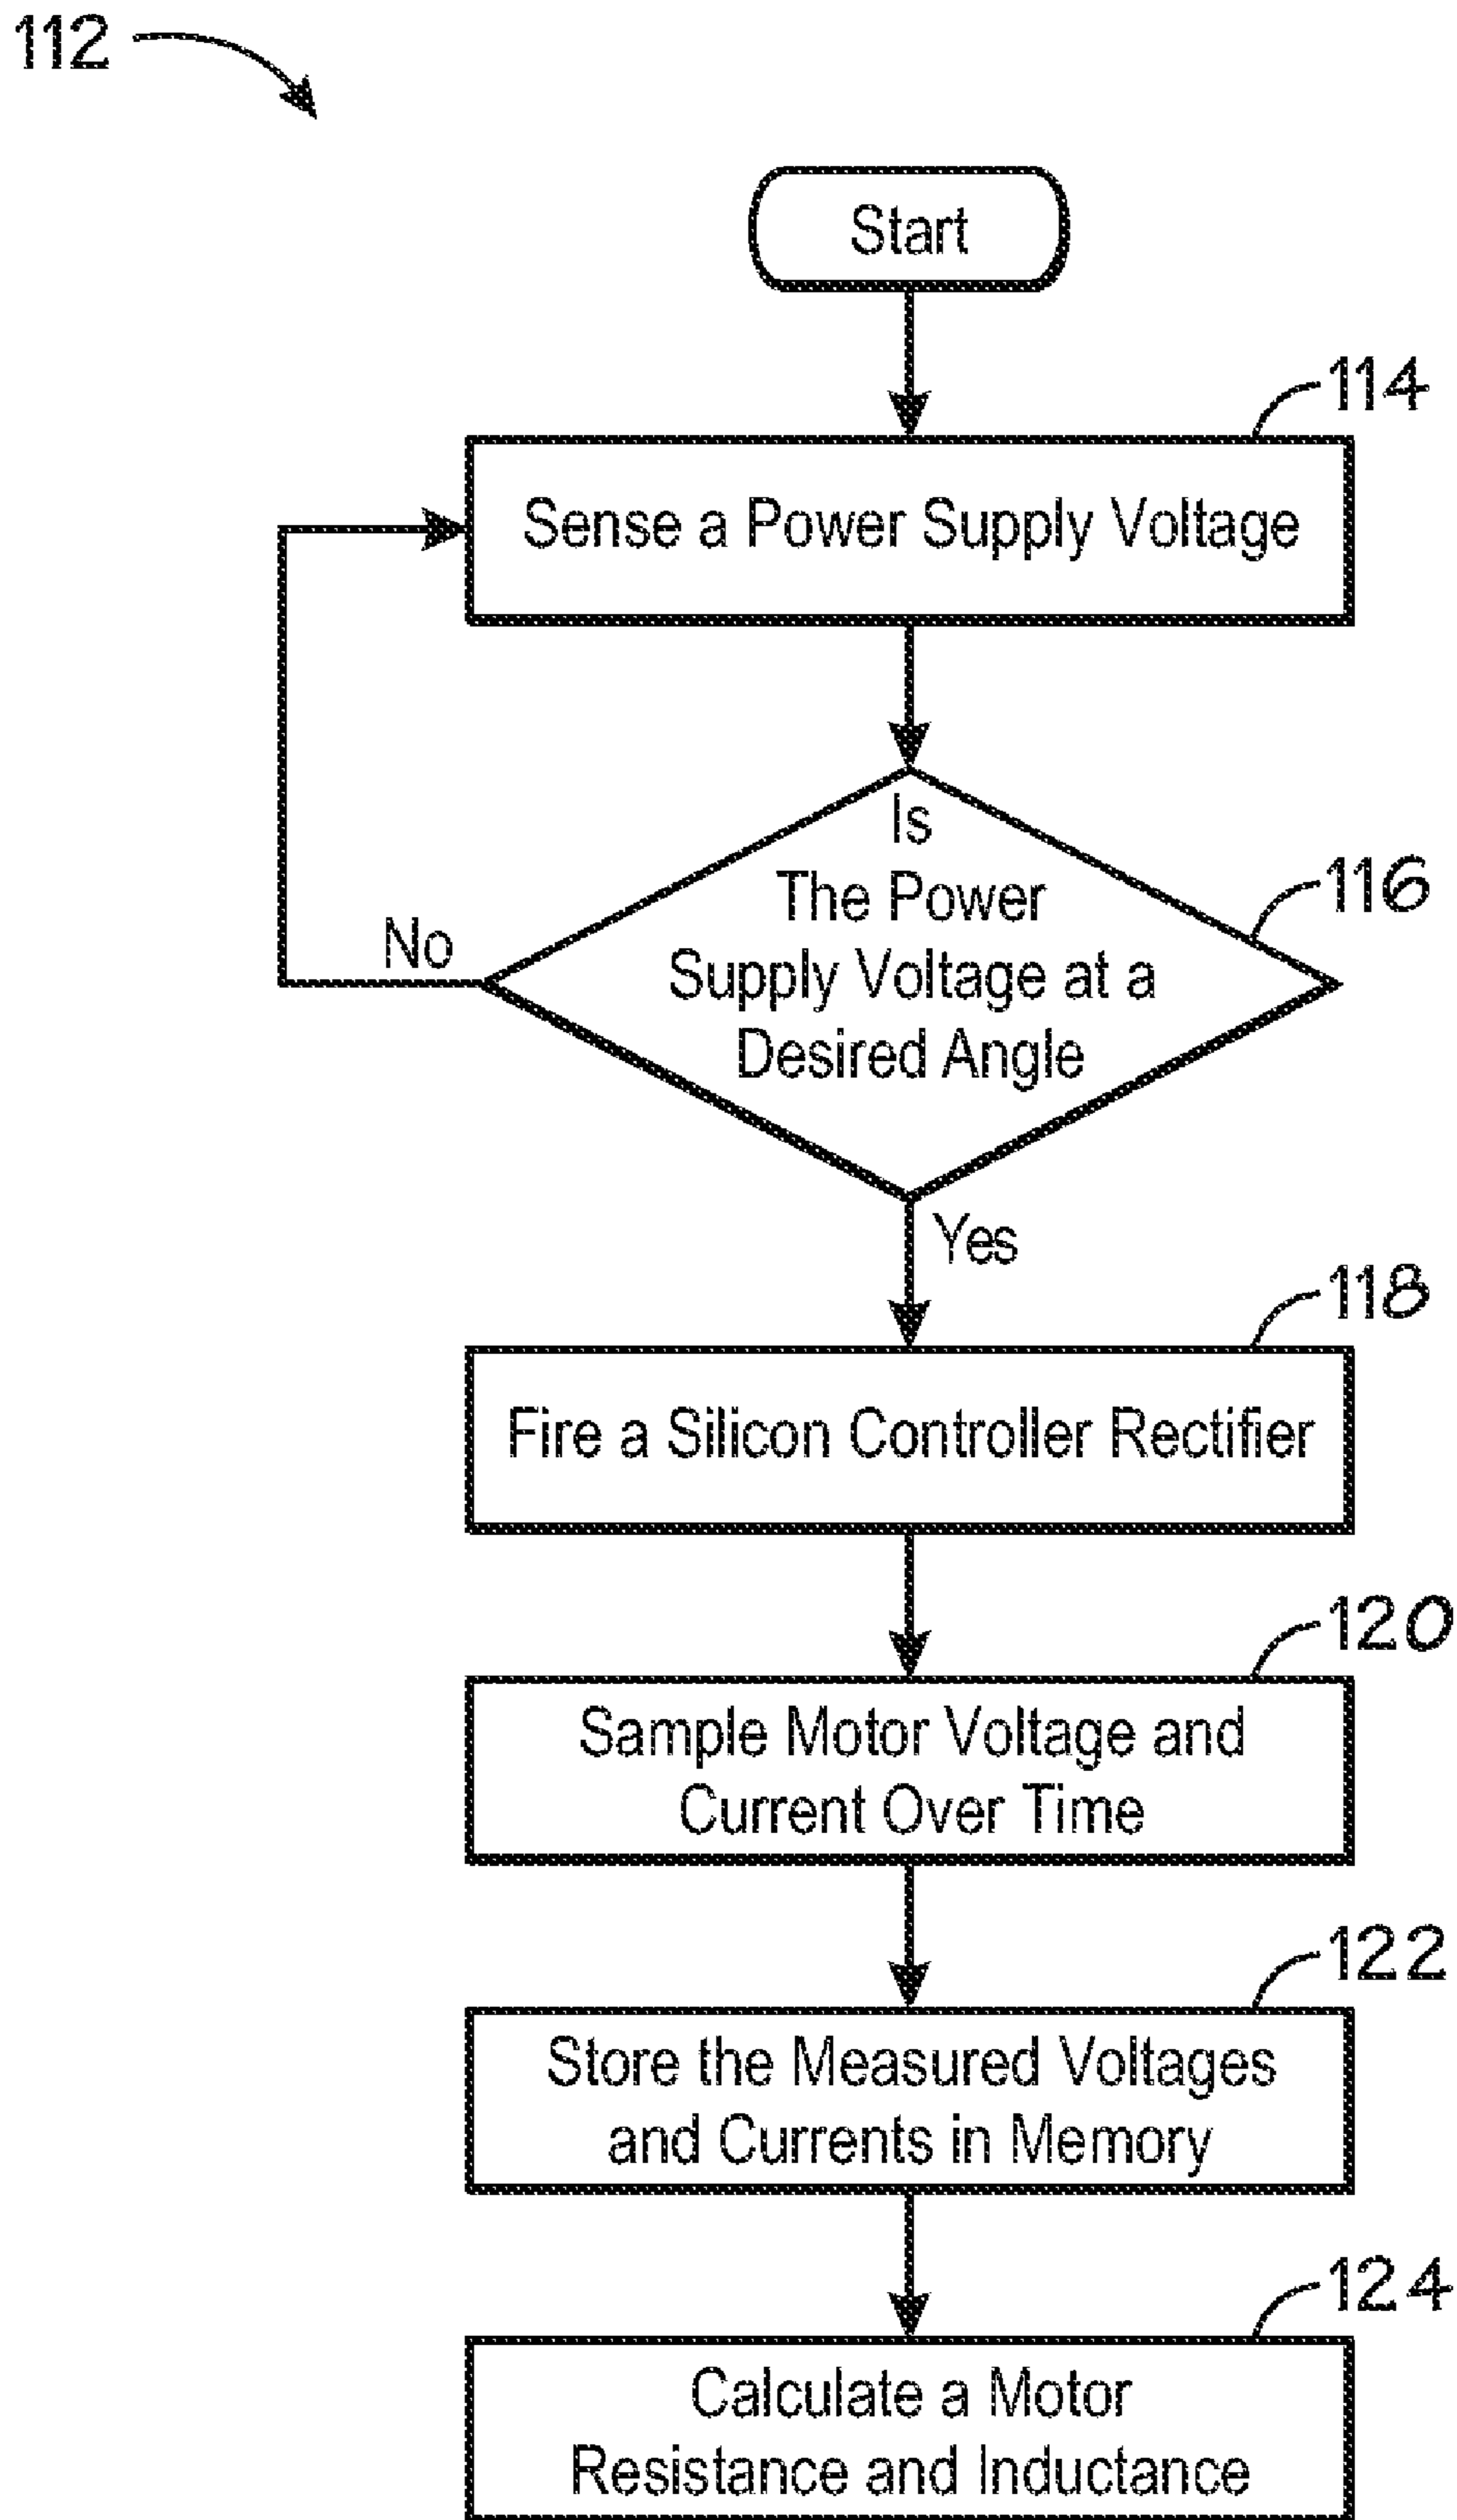 112
Start
114
Sense a Power Supply Voltage
116
Is
The Power
Supply Voltage at a
Desired Angle
No
Yes
118
Fire a Silicon Controller Rectifier
120
Sample Motor Voltage and
Current Over Time
122
Store the Measured Voltages
and Currents in Memory
124
Calculate a Motor
Resistance and Inductance